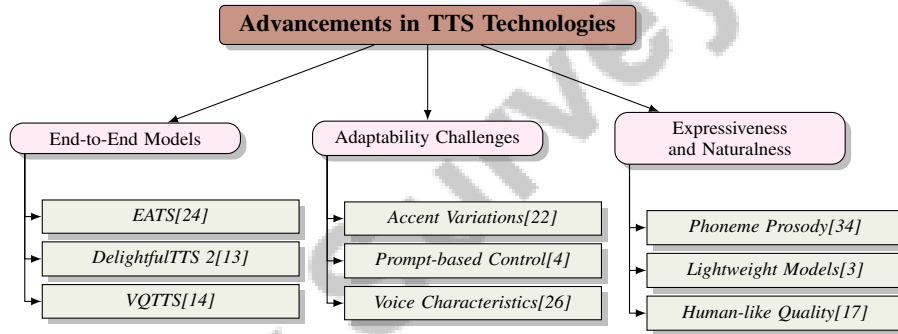 Advancements in TTS Technologies
End-to-End Models
EATS[24]
DelightfulTTS 2[13]
VQTTS[14]
Adaptability Challenges
Accent Variations[22]
Prompt-based Control[4]
Voice Characteristics[26]
Expressiveness
and Naturalness
Phoneme Prosody[34]
Lightweight Models[3]
Human-like Quality[17]
survey